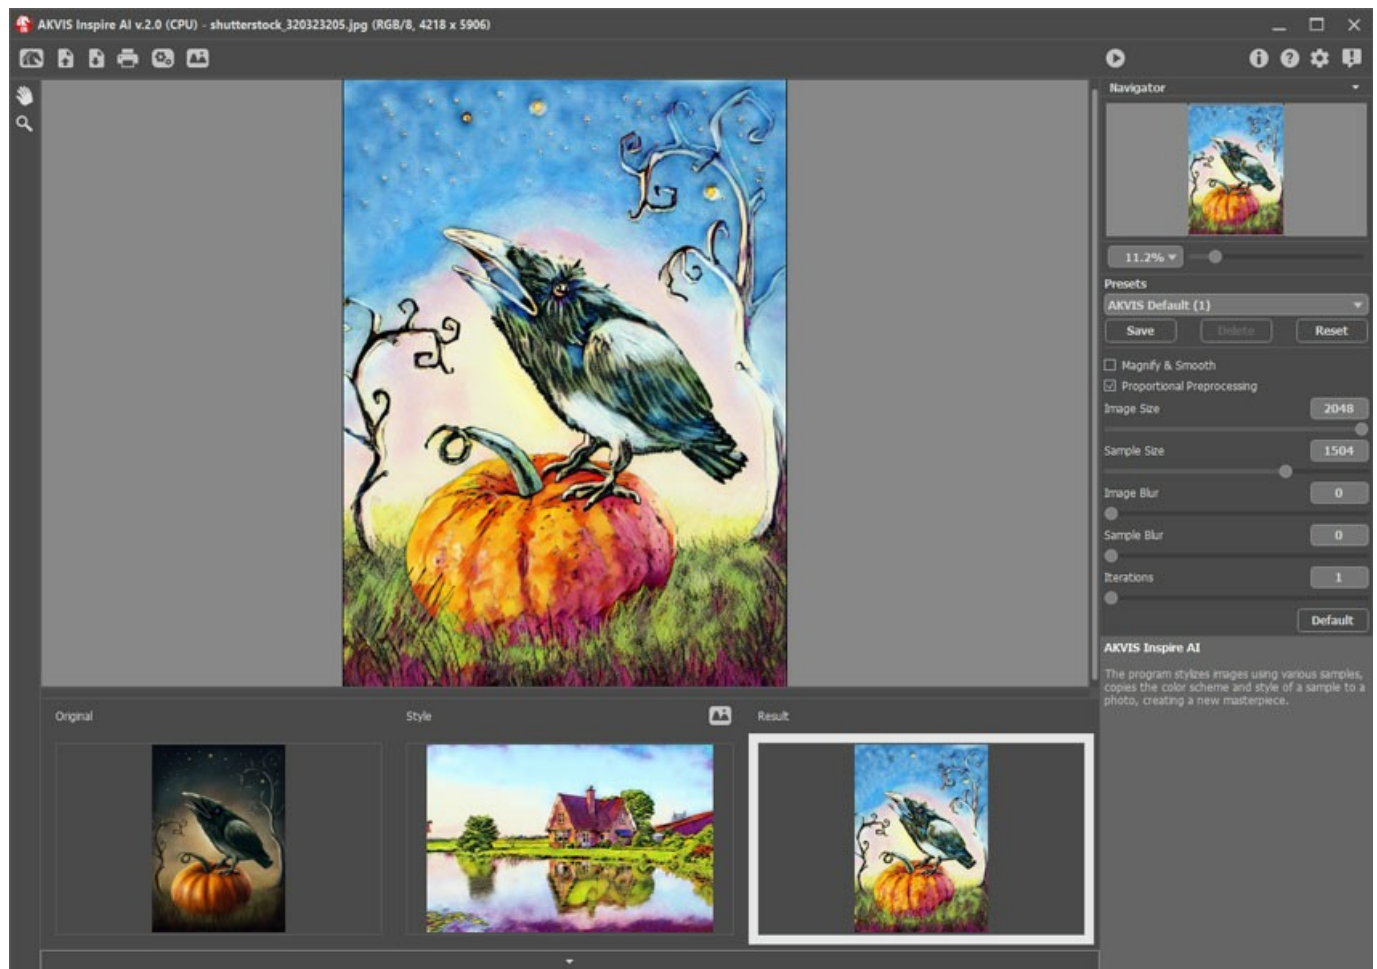 AKVIS Inspire AI v.2.0 (CPU) - shutterstock_320323205.jpg (RGB/8, 4218 x 5906)
Navigator
11.2%
Presets
AKVIS Default (1)
Save Delete Reset
Magnify & Smooth
Proportional Preprocessing
Image Size 2048
Sample Size 1504
Image Blur 0
Sample Blur 0
Iterations 1
Default
AKVIS Inspire AI
The program stylizes images using various samples,
copies the color scheme and style of a sample to a
photo, creating a new masterpiece.
Original Style Result